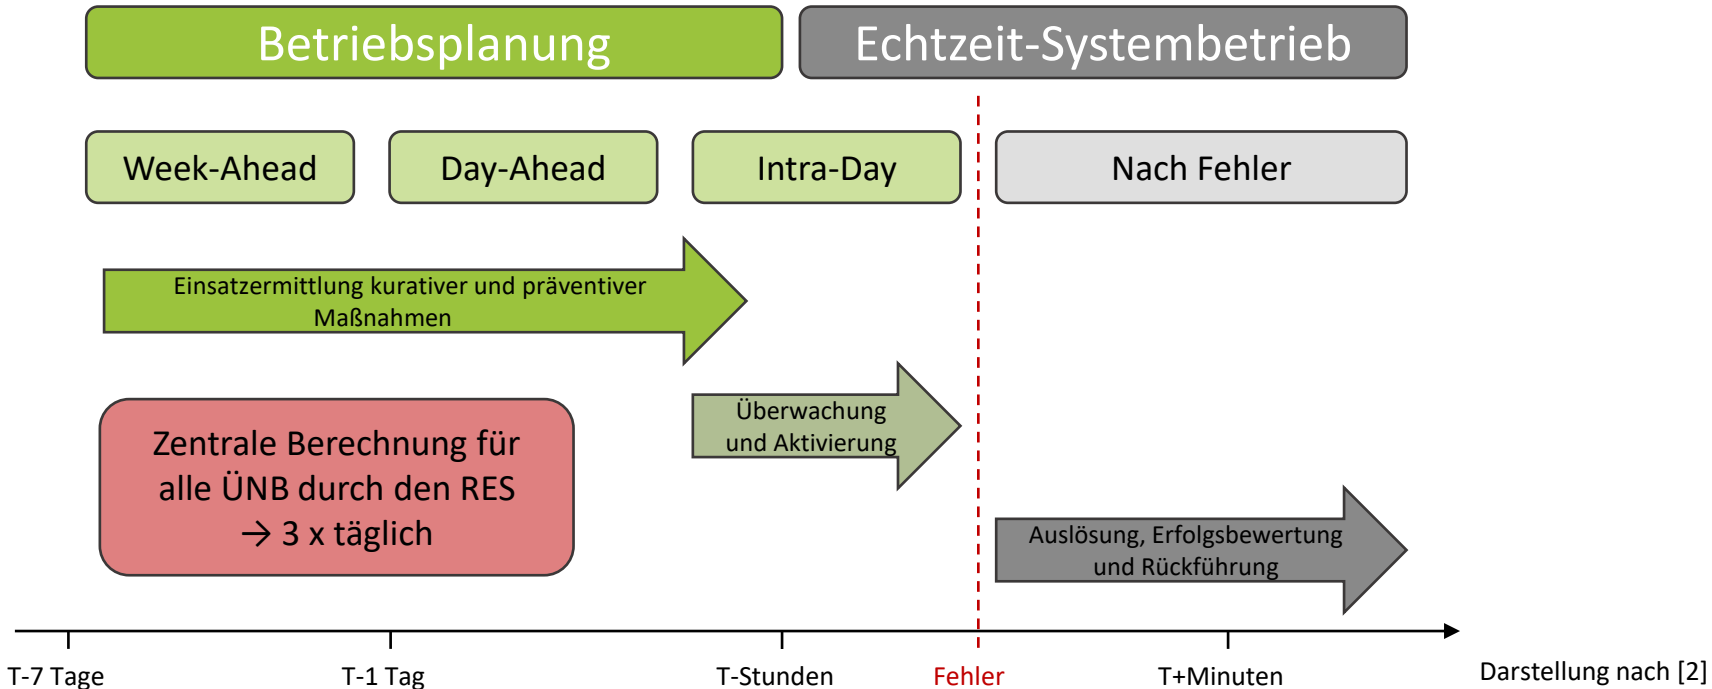 Betriebsplanung
Echtzeit-Systembetrieb
Week-Ahead
Day-Ahead
Intra-Day
Nach Fehler
Einsatzermittlung kurativer und präventiver
Maßnahmen
Überwachung
und Aktivierung
Zentrale Berechnung für
alle ÜNB durch den RES
→ 3 x täglich
Auslösung, Erfolgsbewertung
und Rückführung
T-7 Tage
T-1 Tag
T-Stunden
Fehler
T+Minuten
Darstellung nach [2]